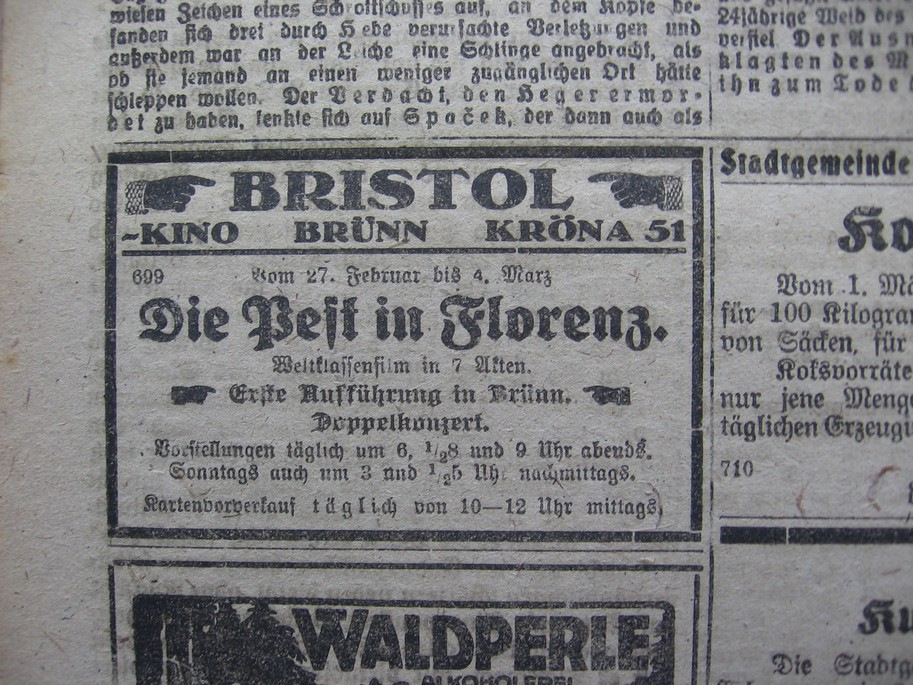 wiesen Zeichen eines Schrottschusses auf, an dem Kopfe be-
fanden sich drei durch Hiebe verursachte Verletzungen und
außerdem war an der Leiche eine Schlinge angebracht, als
ob sie jemand an einen weniger zugänglichen Ort hätte
schleppen wollen. Der Verdacht, den Heger ermor-
det zu haben, lenkte sich auf Spaček, der dann auch als
BRISTOL
-KINO BRÜNN KRÖNA 51
699 Vom 27. Februar bis 4. März
Die Pest in Florenz.
Weltklassenfilm in 7 Akten.
Erste Aufführung in Brünn.
Doppelkonzert.
Vorstellungen täglich um 6, 1/28 und 9 Uhr abends.
Sonntags auch um 3 und 1/25 Uhr nachmittags.
Kartenvorverkauf täglich von 10—12 Uhr mittags,
WALDPERLE
ALKOHOLFREI
24jährige Weib des
verfiel Der Aus
klagten des M
ihn zum Tode
Stadtgemeinde
Ko
Vom 1. Mä
für 100 Kilogra
von Säcken, für
Koksvorräte
nur jene Menge
täglichen Erzeugu
710
Ku
Die Stadtg